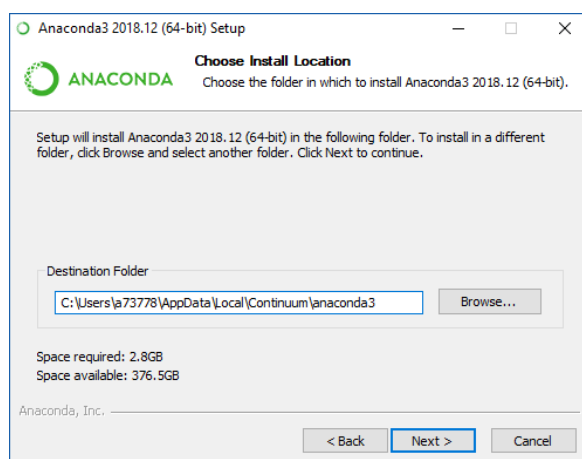 Anaconda3 2018.12 (64-bit) Setup
ANACONDA
Choose Install Location
Choose the folder in which to install Anaconda3 2018.12 (64-bit).
Setup will install Anaconda3 2018.12 (64-bit) in the following folder. To install in a different
folder, click Browse and select another folder. Click Next to continue.
Destination Folder
C:\Users\a73778\AppData\Local\Continuum\anaconda3
Browse...
Space required: 2.8GB
Space available: 376.5GB
Anaconda, Inc.
< Back
Next >
Cancel